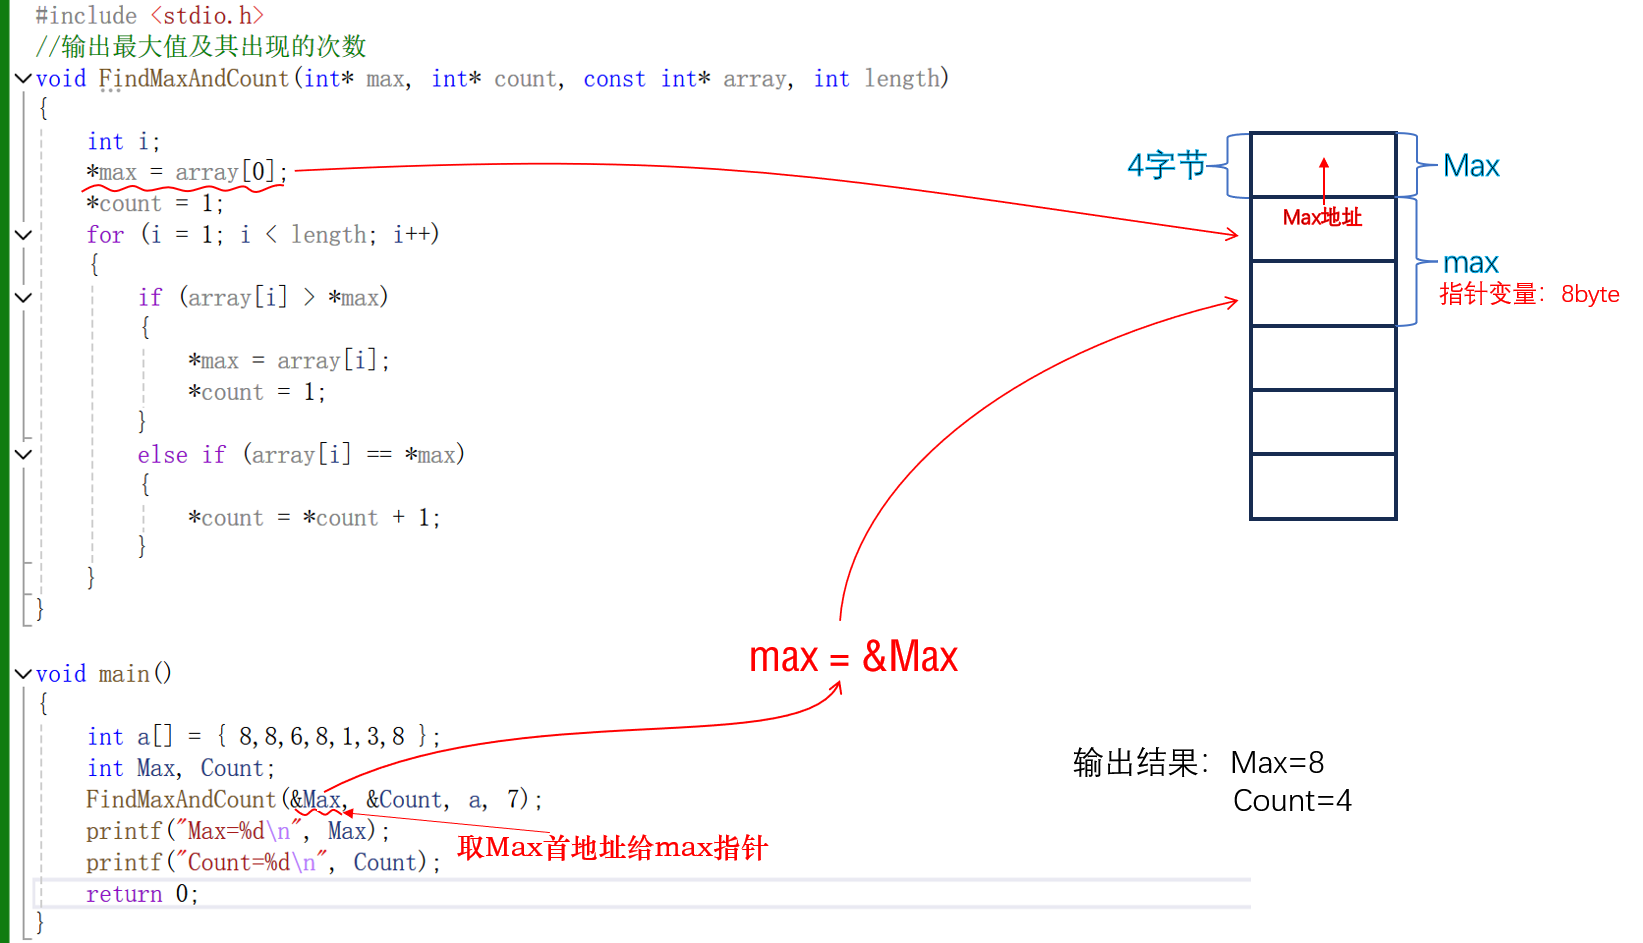 #include <stdio.h>
//输出最大值及其出现的次数
void FindMaxAndCount(int* max, int* count, const int* array, int length)
{
int i;
*max = array[0];
*count = 1;
for (i = 1; i < length; i++)
{
if (array[i] > *max)
{
*max = array[i];
*count = 1;
}
else if (array[i] == *max)
{
*count = *count + 1;
}
}
}
void main()
{
int a[] = { 8,8,6,8,1,3,8 };
int Max, Count;
FindMaxAndCount(&Max, &Count, a, 7);
printf("Max=%d\n", Max);
printf("Count=%d\n", Count);
return 0;
}
取Max首地址给max指针
max = &Max
4字节
Max
Max地址
max
指针变量：8byte
输出结果：Max=8
Count=4